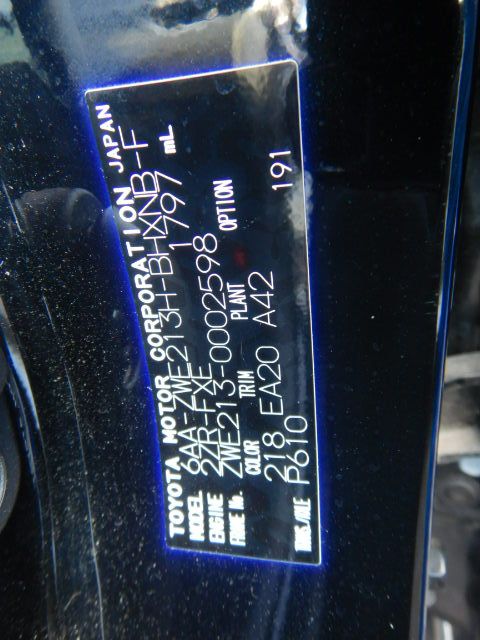 TOYOTA MOTOR CORPORATION JAPAN
MODEL 6AA-ZWE213H-BHXNB-F
ENGINE 2ZR-FXE 1797 mL
FRAME No. ZWE213-0002598
COLOR TRIM PLANT OPTION
218 EA20 A42 191
TRNS/AXLE P610